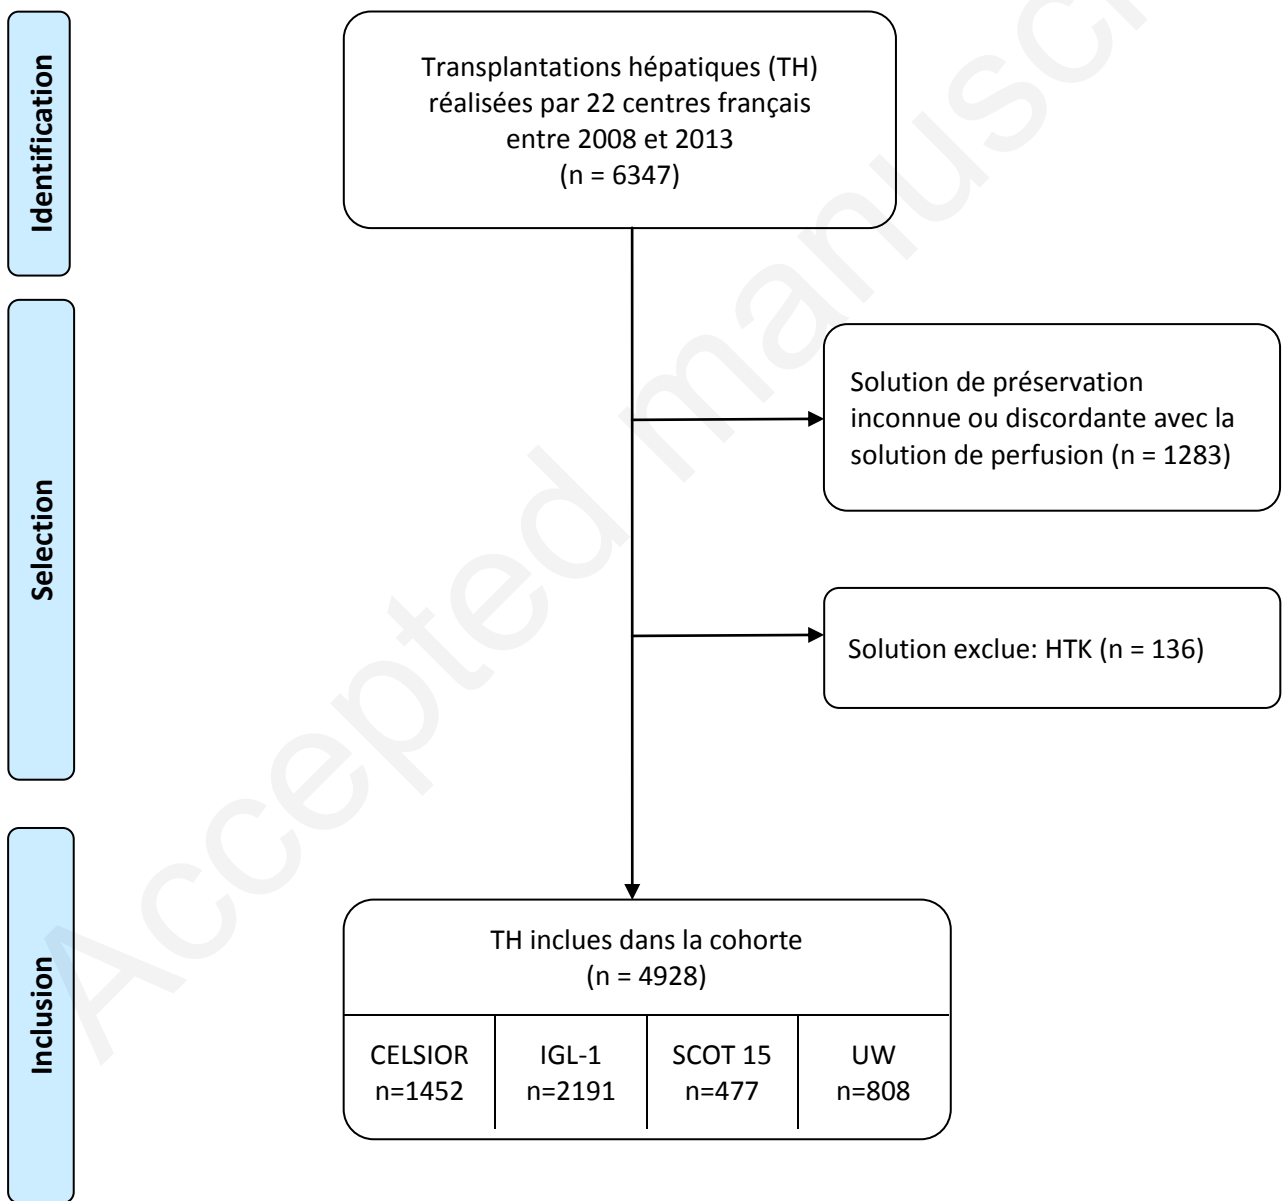 Identification
Transplantations hépatiques (TH)
réalisées par 22 centres français
entre 2008 et 2013
(n = 6347)
Selection
Solution de préservation
inconnue ou discordante avec la
solution de perfusion (n = 1283)
Solution exclue: HTK (n = 136)
Inclusion
TH inclues dans la cohorte
(n = 4928)
CELSIOR
n=1452
IGL-1
n=2191
SCOT 15
n=477
UW
n=808
Accepted manuscr